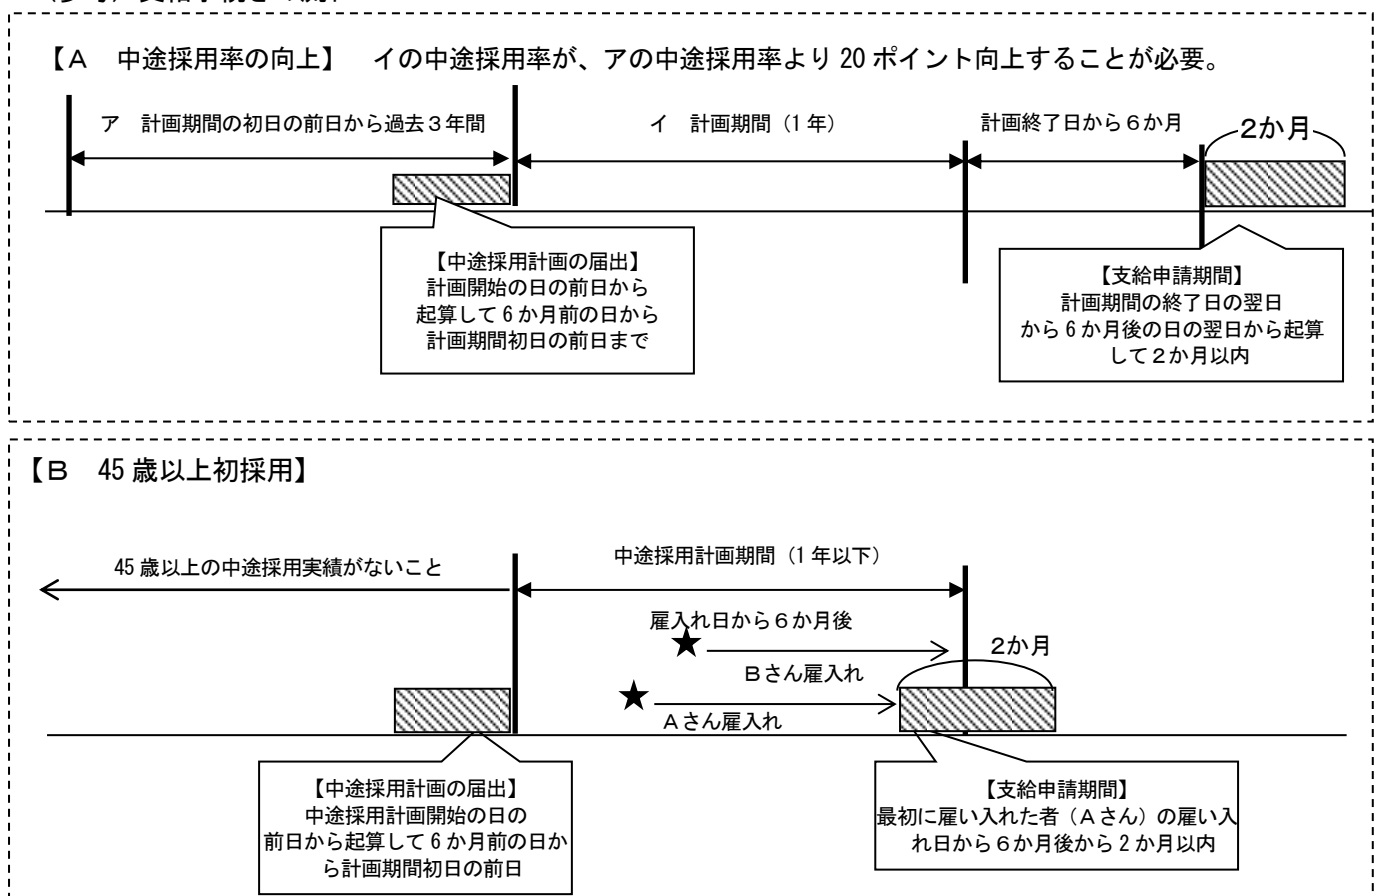 【Ａ　中途採用率の向上】　イの中途採用率が、アの中途採用率より 20 ポイント向上することが必要。
ア　計画期間の初日の前日から過去３年間
イ　計画期間（１年）
計画終了日から６か月
２か月
【中途採用計画の届出】
計画開始の日の前日から
起算して６か月前の日から
計画期間初日の前日まで
【支給申請期間】
計画期間の終了日の翌日
から６か月後の日の翌日から起算
して２か月以内
【Ｂ　45 歳以上初採用】
45 歳以上の中途採用実績がないこと
中途採用計画期間（１年以下）
雇入れ日から６か月後
２か月
Ｂさん雇入れ
Ａさん雇入れ
【中途採用計画の届出】
中途採用計画開始の日の
前日から起算して６か月前の日か
ら計画期間初日の前日
【支給申請期間】
最初に雇い入れた者（Ａさん）の雇い入
れ日から６か月後から２か月以内